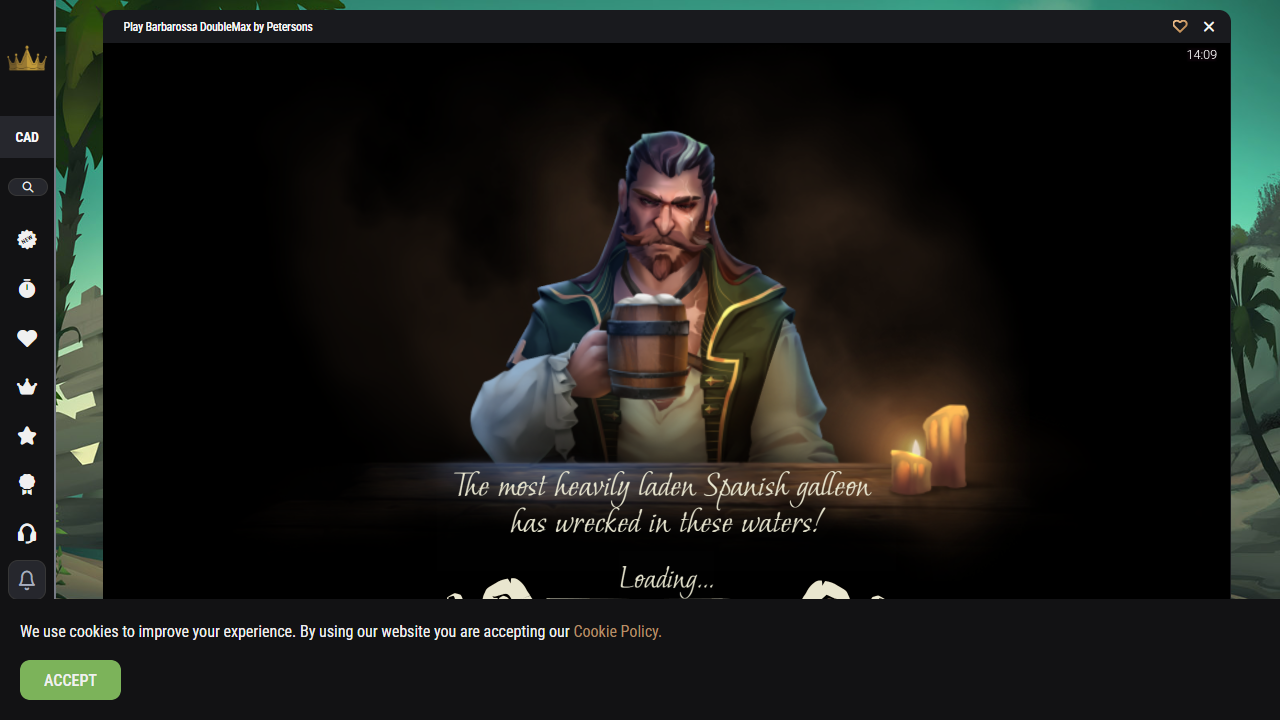 Play Barbarossa DoubleMax by Petersons
14:09
CAD
NEW
The most heavily laden Spanish galleon
has wrecked in these waters!
Loading...
We use cookies to improve your experience. By using our website you are accepting our Cookie Policy.
ACCEPT